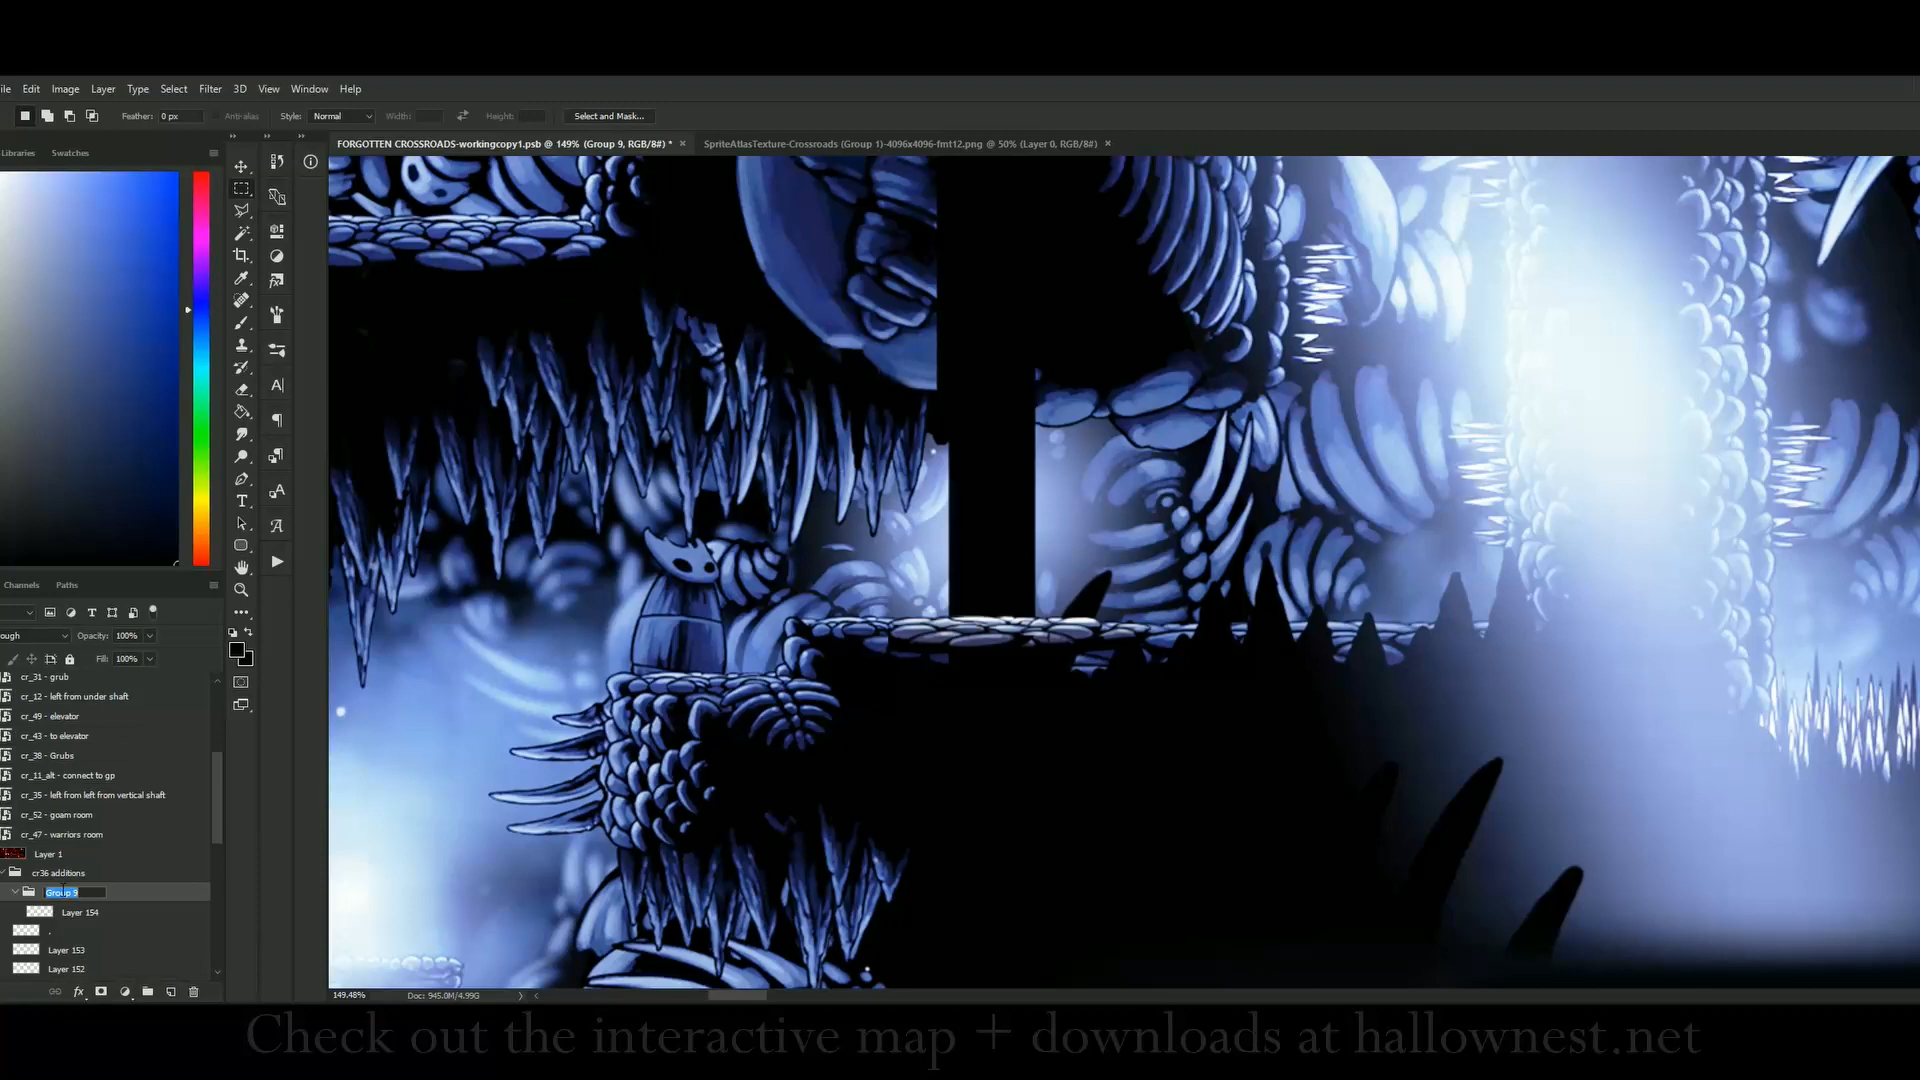 ile Edit Image Layer Type Select Filter 3D View Window Help
Feather: 0 px Anti-alias Style: Normal Width: Height: Select and Mask...
Libraries Swatches
FORGOTTEN CROSSROADS-workingcopy1.psb @ 149% (Group 9, RGB/8#) * × SpriteAtlasTexture-Crossroads (Group 1)-4096x4096-fmt12.png @ 50% (Layer 0, RGB/8#) ×
Channels Paths
ough Opacity: 100%
Fill: 100%
cr_31 - grub
cr_12 - left from under shaft
cr_49 - elevator
cr_43 - to elevator
cr_38 - Grubs
cr_11_alt - connect to gp
cr_35 - left from left from vertical shaft
cr_52 - goam room
cr_47 - warriors room
Layer 1
cr36 additions
Group 9
Layer 154
.
Layer 153
Layer 152
149.48% Doc: 945.0M/4.99G
Check out the interactive map + downloads at hallownest.net